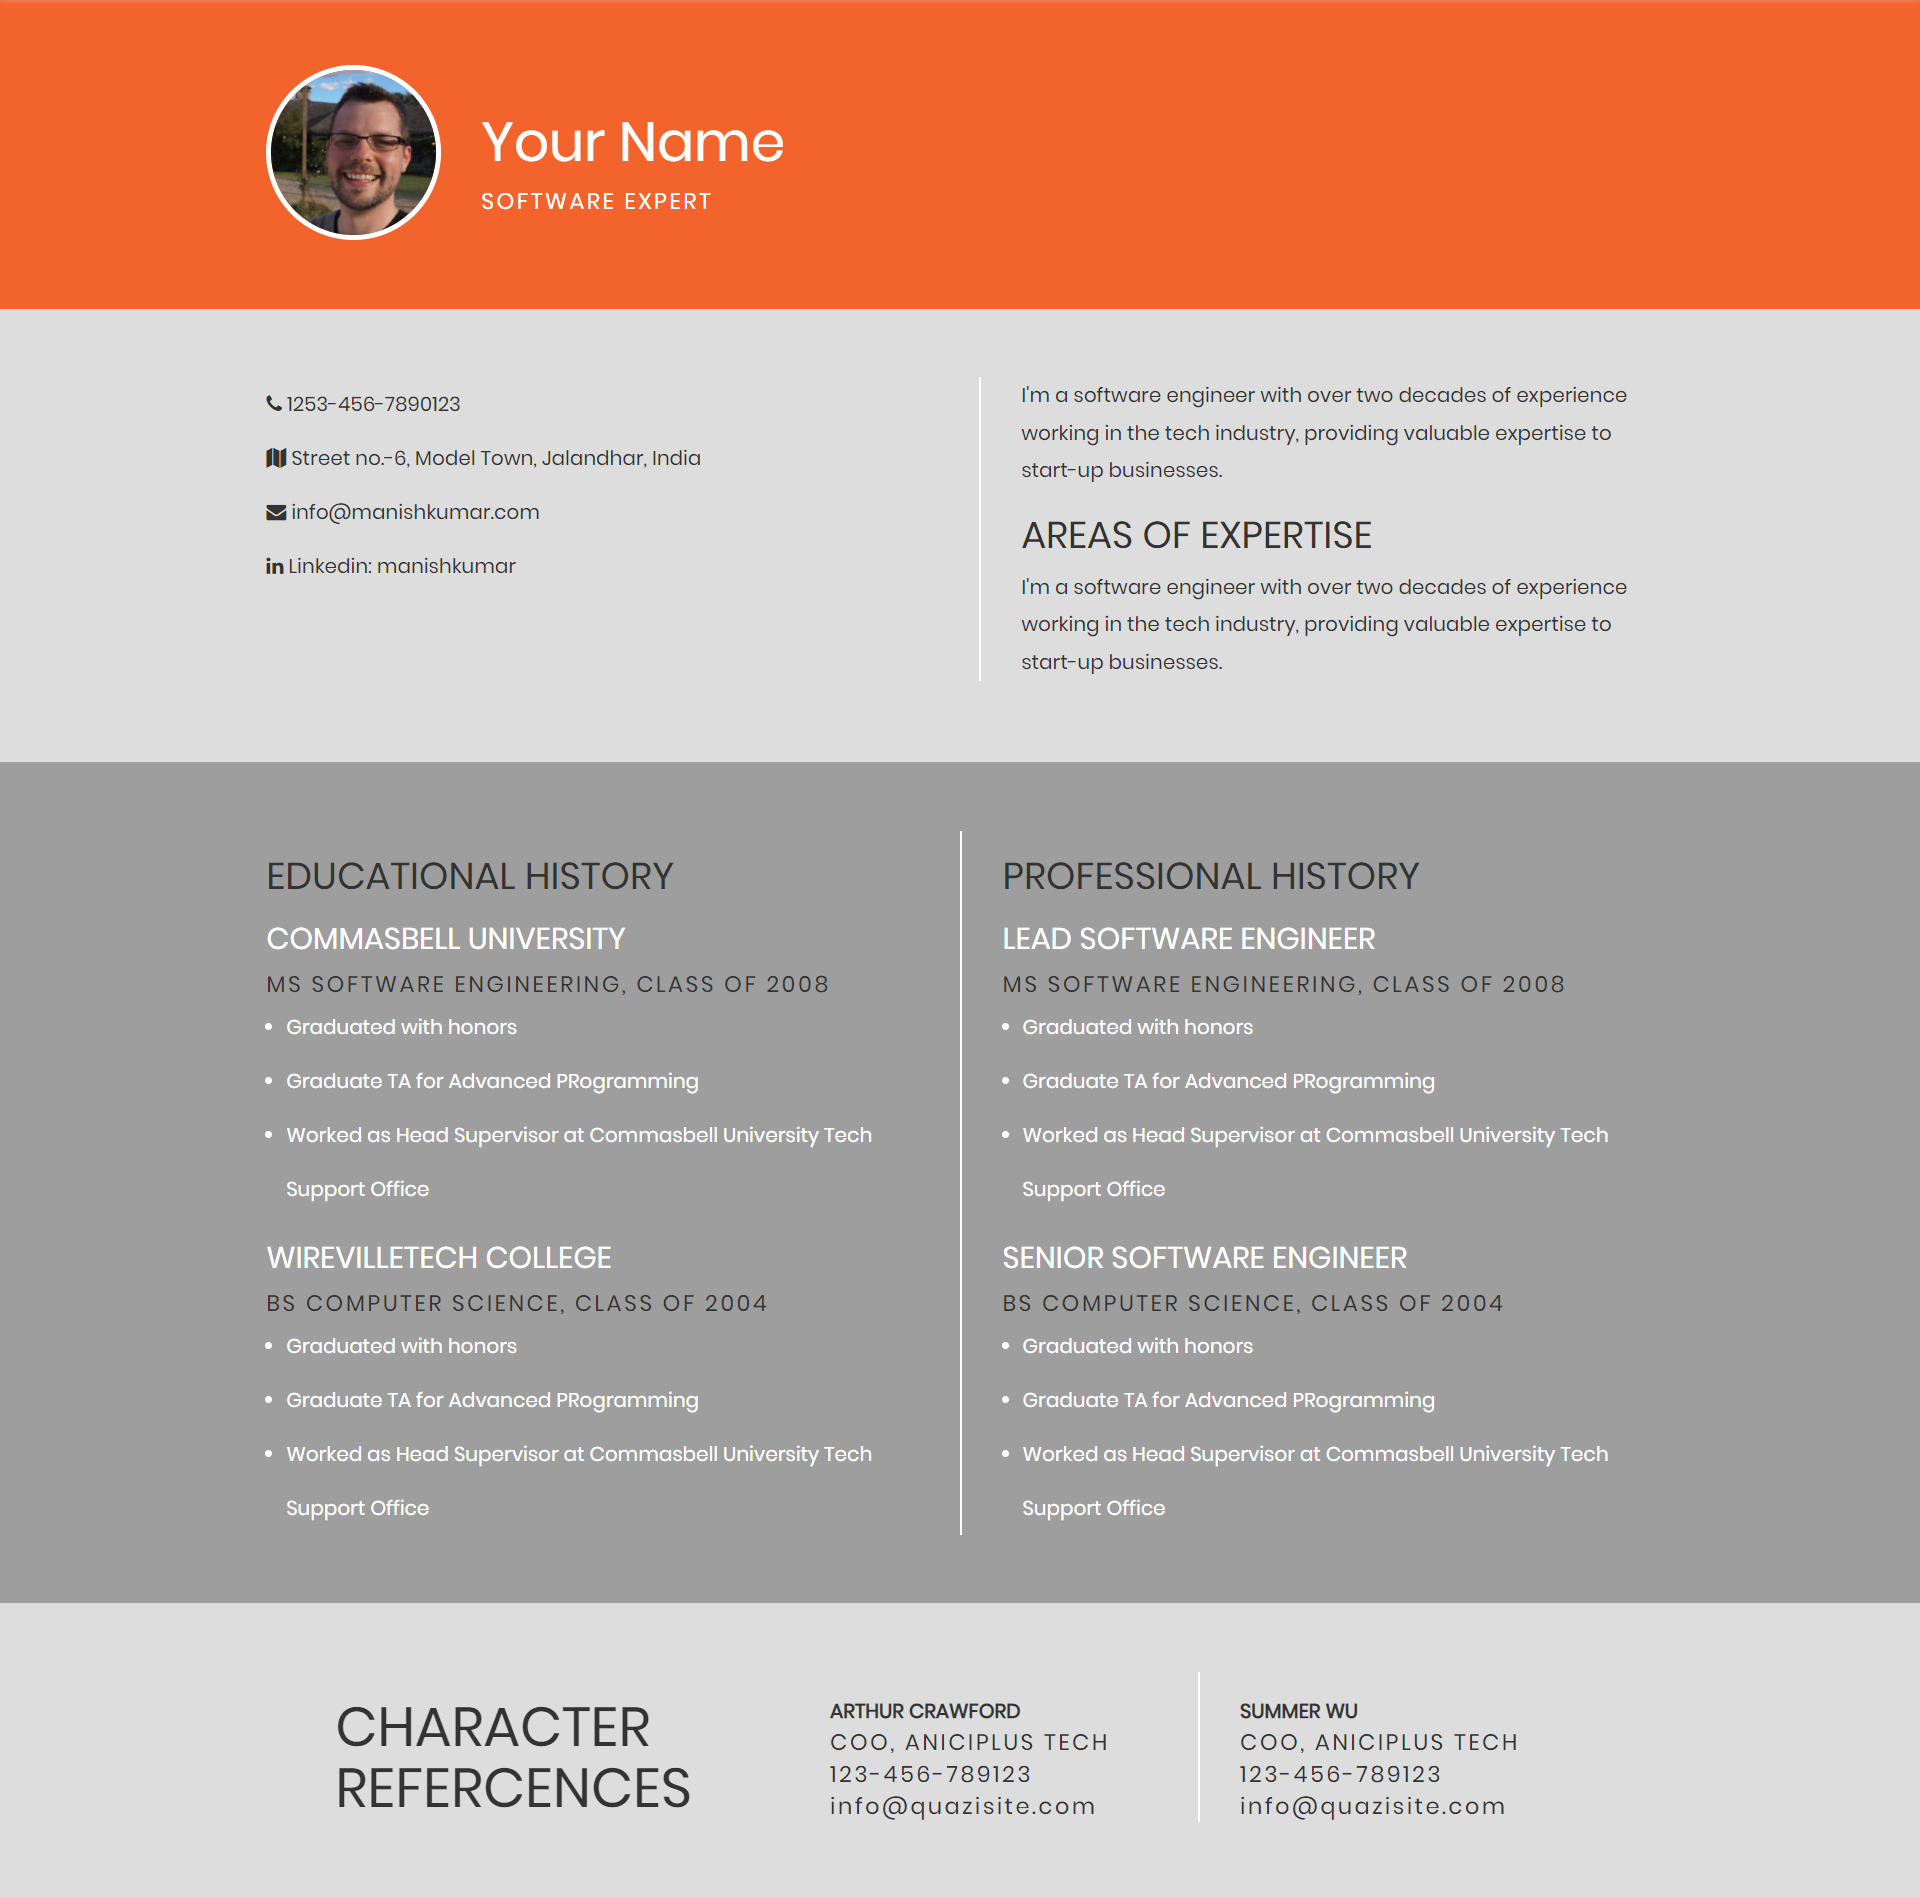 Your Name
SOFTWARE EXPERT
1253-456-7890123
Street no.-6, Model Town, Jalandhar, India
info@manishkumar.com
Linkedin: manishkumar
I'm a software engineer with over two decades of experience
working in the tech industry, providing valuable expertise to
start-up businesses.
AREAS OF EXPERTISE
I'm a software engineer with over two decades of experience
working in the tech industry, providing valuable expertise to
start-up businesses.
EDUCATIONAL HISTORY
COMMASBELL UNIVERSITY
MS SOFTWARE ENGINEERING, CLASS OF 2008
• Graduated with honors
• Graduate TA for Advanced PRogramming
• Worked as Head Supervisor at Commasbell University Tech
Support Office
WIREVILLETECH COLLEGE
BS COMPUTER SCIENCE, CLASS OF 2004
• Graduated with honors
• Graduate TA for Advanced PRogramming
• Worked as Head Supervisor at Commasbell University Tech
Support Office
PROFESSIONAL HISTORY
LEAD SOFTWARE ENGINEER
MS SOFTWARE ENGINEERING, CLASS OF 2008
• Graduated with honors
• Graduate TA for Advanced PRogramming
• Worked as Head Supervisor at Commasbell University Tech
Support Office
SENIOR SOFTWARE ENGINEER
BS COMPUTER SCIENCE, CLASS OF 2004
• Graduated with honors
• Graduate TA for Advanced PRogramming
• Worked as Head Supervisor at Commasbell University Tech
Support Office
CHARACTER
REFERCENCES
ARTHUR CRAWFORD
COO, ANICIPLUS TECH
123-456-789123
info@quazisite.com
SUMMER WU
COO, ANICIPLUS TECH
123-456-789123
info@quazisite.com